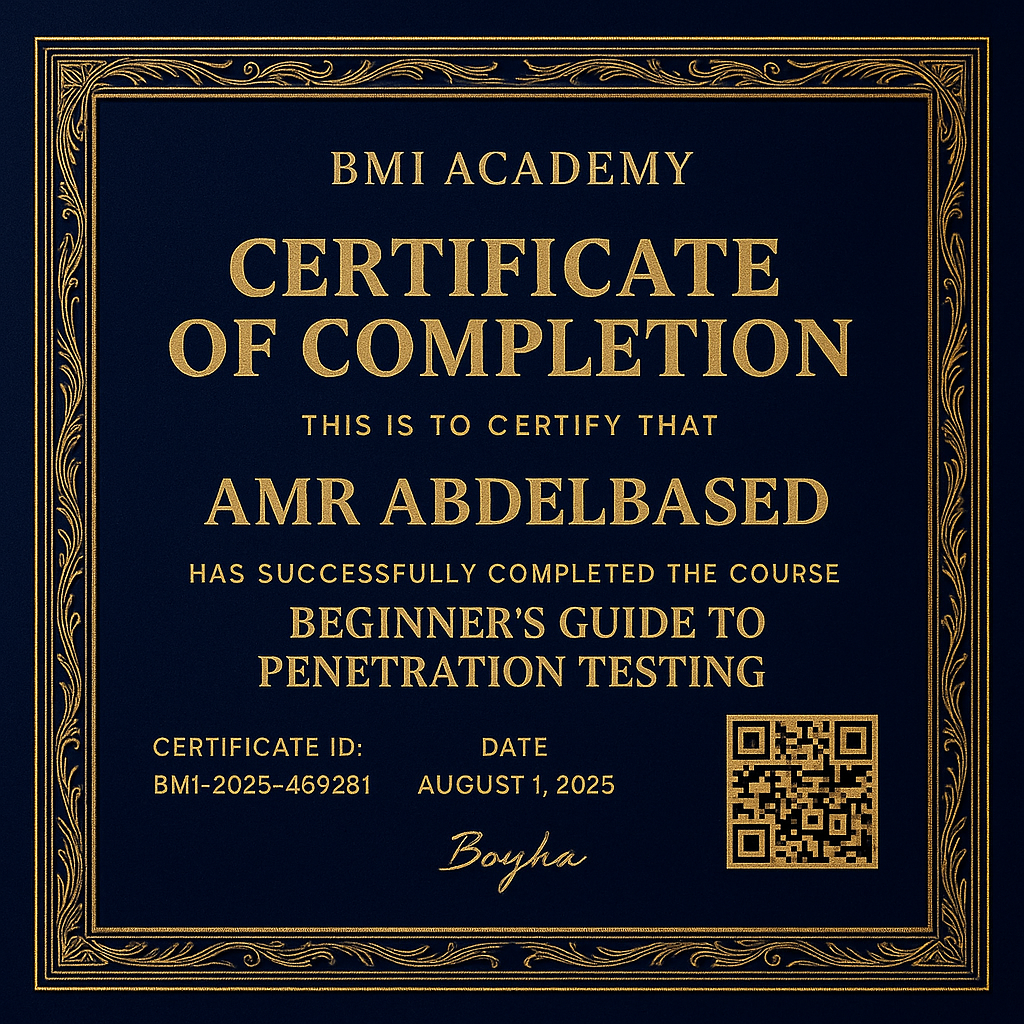 BMI ACADEMY
CERTIFICATE
OF COMPLETION
THIS IS TO CERTIFY THAT
AMR ABDELBASED
HAS SUCCESSFULLY COMPLETED THE COURSE
BEGINNER'S GUIDE TO
PENETRATION TESTING
CERTIFICATE ID:
BM1-2025-469281
DATE
AUGUST 1, 2025
Boyha